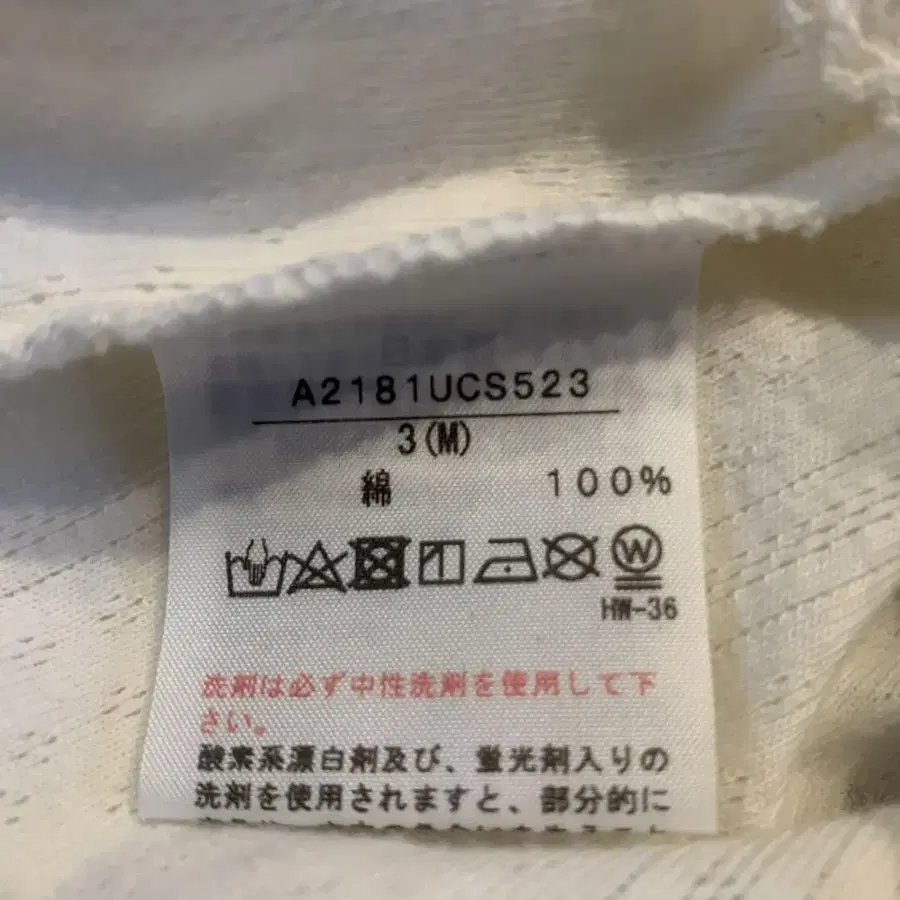 A2181UCS523
3(M)
綿 100%
W
HW-36
洗剤は必ず中性洗剤を使用して下
さい。
酸素系漂白剤及び、蛍光剤入りの
洗剤を使用されますと、部分的に